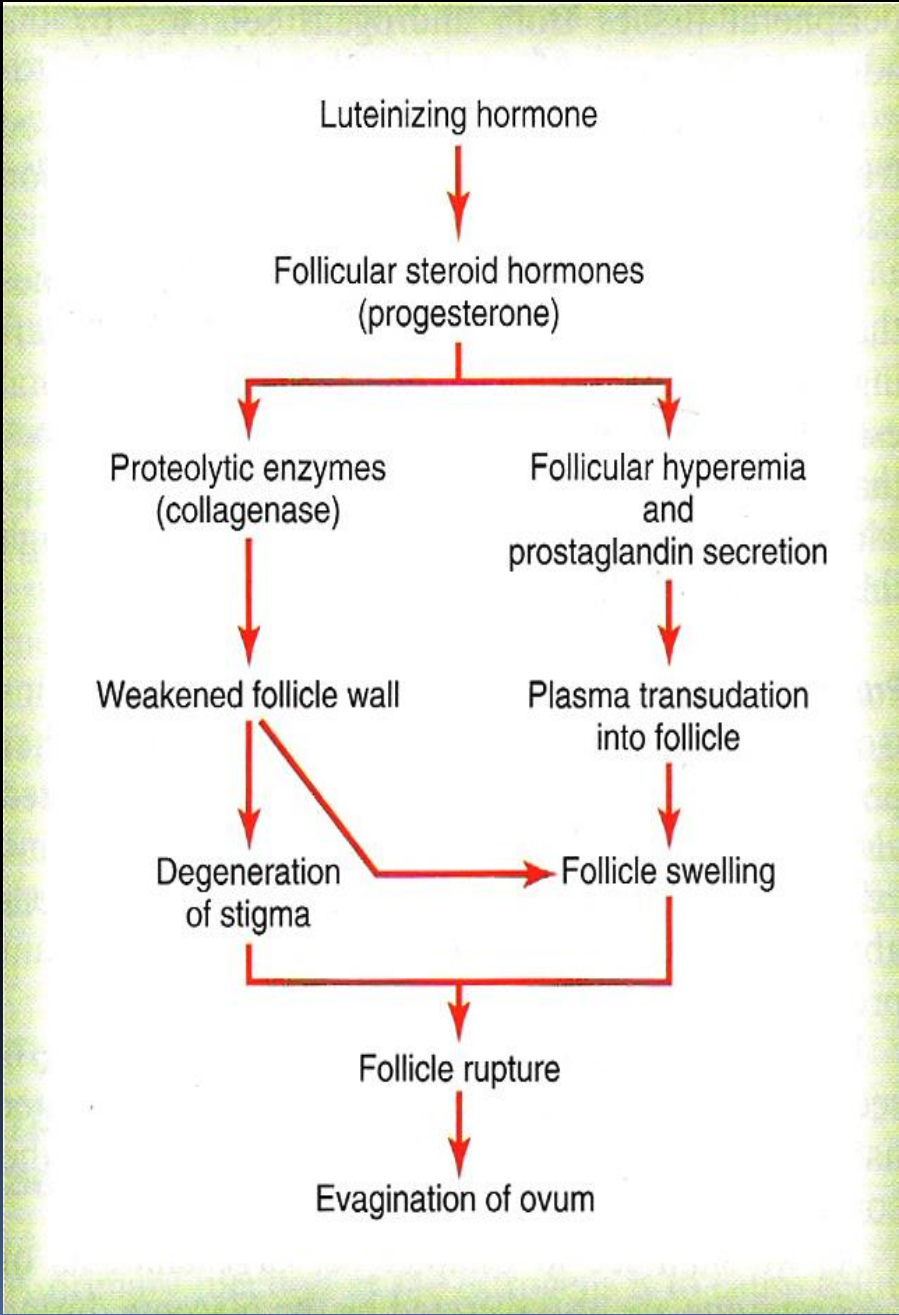 Luteinizing hormone
Follicular steroid hormones
(progesterone)
Proteolytic enzymes
(collagenase)
Follicular hyperemia
and
prostaglandin secretion
Weakened follicle wall
Plasma transudation
into follicle
Degeneration
of stigma
Follicle swelling
Follicle rupture
Evagination of ovum